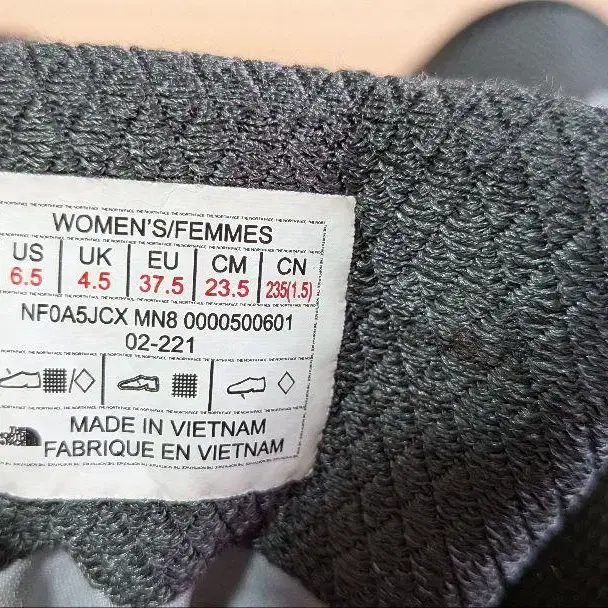 WOMEN'S/FEMMES
US UK EU CM CN
6.5 4.5 37.5 23.5 235(1.5)
NF0A5JCX MN8 0000500601
02-221
MADE IN VIETNAM
FABRIQUE EN VIETNAM